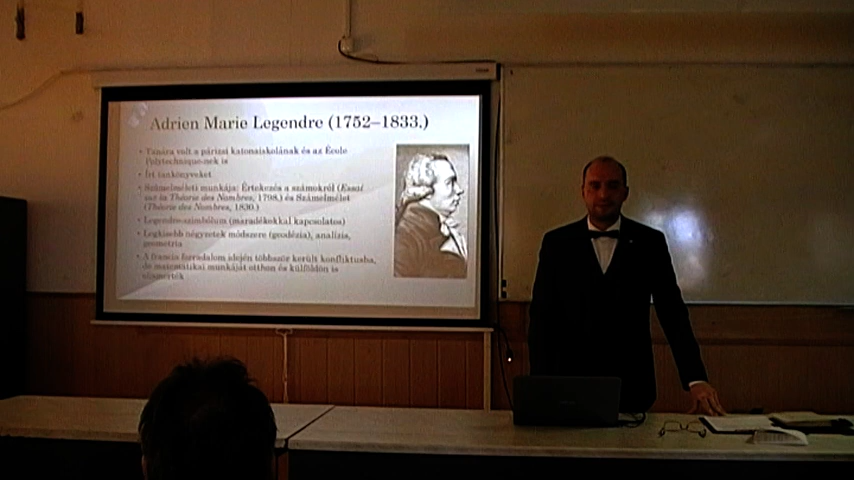 Adrien Marie Legendre (1752–1833.)
• Tanára volt a párizsi katonaiskolának és az École
Polytechnique-nek is
• Írt tankönyveket
• Számelméleti munkája: Értekezés a számokról (Essai
sur la Théorie des Nombres, 1798.) és Számelmélet
(Théorie des Nombres, 1830.)
• Legendre-szimbólum (maradékokkal kapcsolatos)
• Legkisebb négyzetek módszere (geodézia), analízis,
geometria
• A francia forradalom idején többször került konfliktusba,
de matematikai munkáját otthon és külföldön is
elismerték